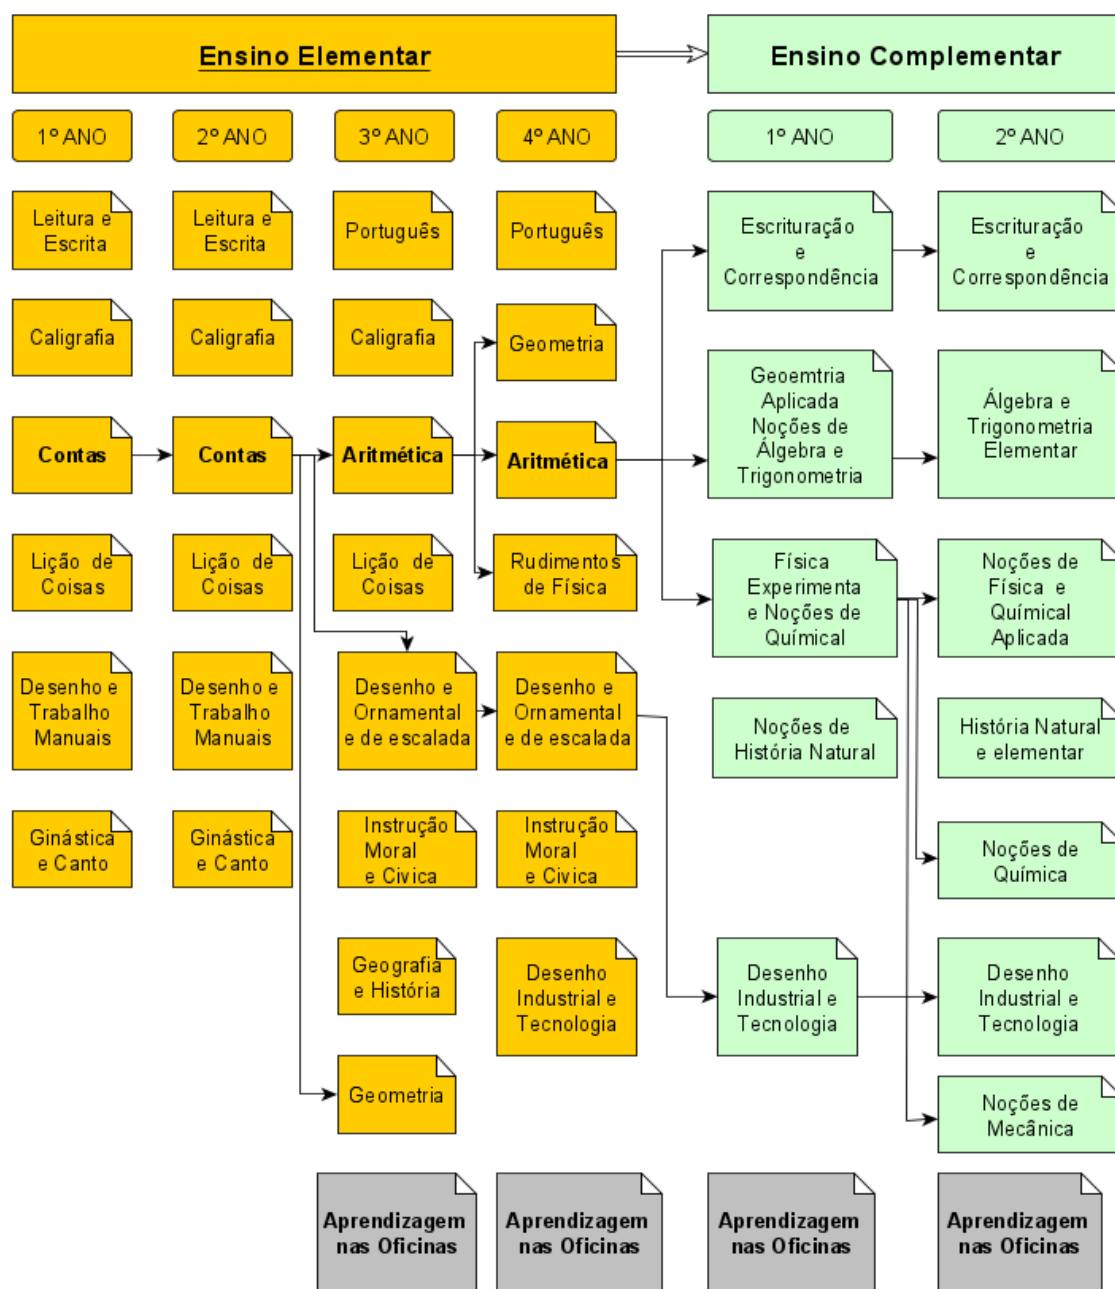 Ensino Elementar
Ensino Complementar
1º ANO
2º ANO
3º ANO
4º ANO
1º ANO
2º ANO
Leitura e
Escrita
Leitura e
Escrita
Português
Português
Escrituração
e
Correspondência
Escrituração
e
Correspondência
Caligrafia
Caligrafia
Caligrafia
Geometria
Geoemtria
Aplicada
Noções de
Álgebra e
Trigonometria
Álgebra e
Trigonometria
Elementar
Contas
Contas
Aritmética
Aritmética
Lição de
Coisas
Lição de
Coisas
Lição de
Coisas
Rudimentos
de Física
Física
Experimenta
e Noções de
Químical
Noções de
Física e
Químical
Aplicada
Desenho e
Trabalho
Manuais
Desenho e
Trabalho
Manuais
Desenho e
Ornamental
e de escalada
Desenho e
Ornamental
e de escalada
Noções de
História Natural
História Natural
e elementar
Ginástica
e Canto
Ginástica
e Canto
Instrução
Moral
e Civica
Instrução
Moral
e Civica
Noções de
Química
Geografia
e História
Desenho
Industrial e
Tecnologia
Desenho
Industrial e
Tecnologia
Desenho
Industrial e
Tecnologia
Geometria
Noções de
Mecânica
Aprendizagem
nas Oficinas
Aprendizagem
nas Oficinas
Aprendizagem
nas Oficinas
Aprendizagem
nas Oficinas